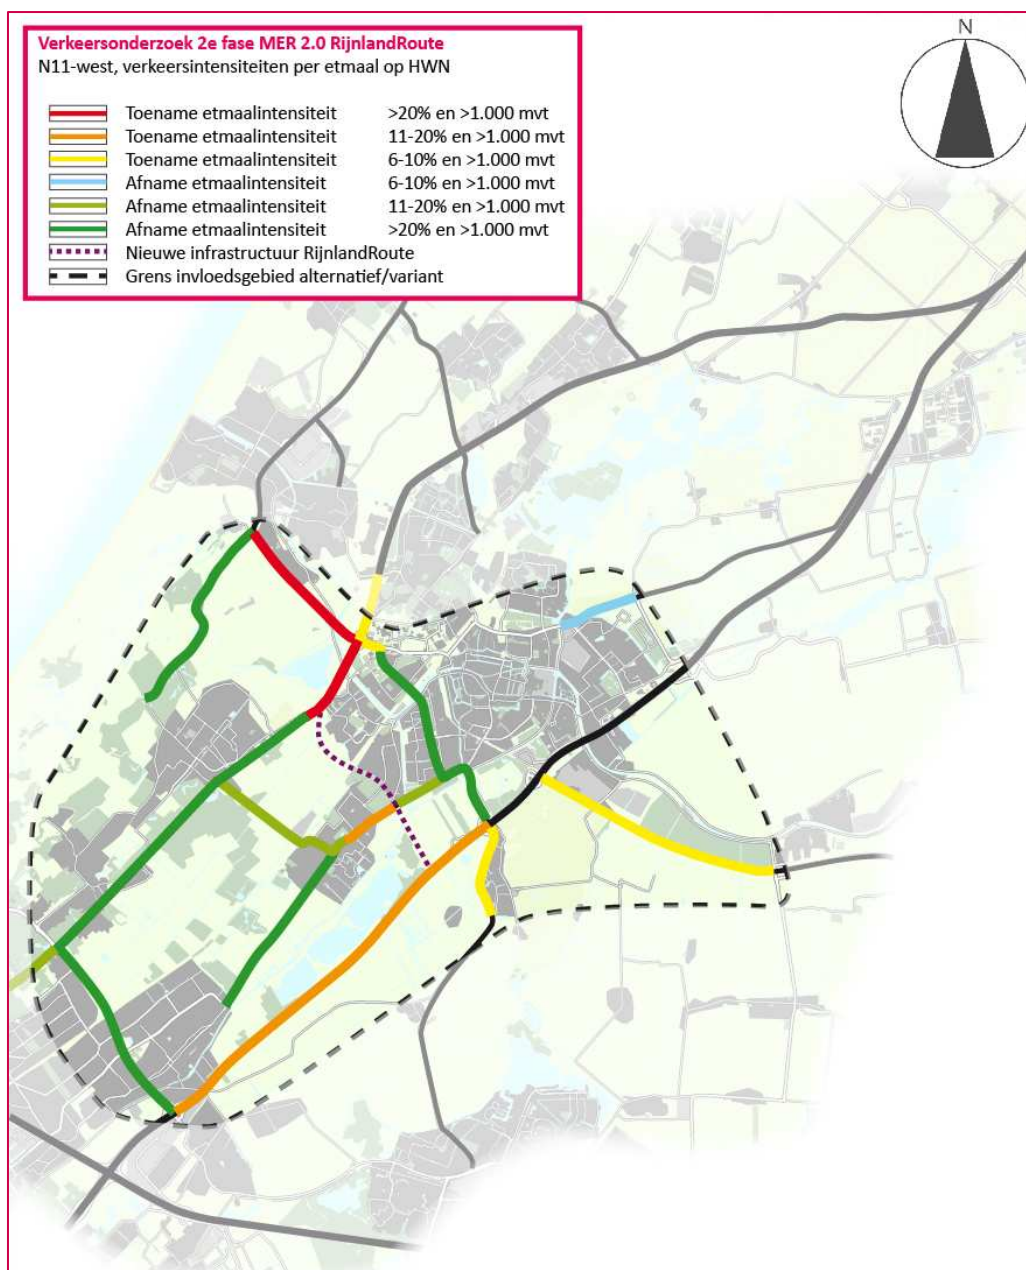 Verkeersonderzoek 2e fase MER 2.0 RijnlandRoute
N11-west, verkeersintensiteiten per etmaal op HWN
Toename etmaalintensiteit >20% en >1.000 mvt
Toename etmaalintensiteit 11-20% en >1.000 mvt
Toename etmaalintensiteit 6-10% en >1.000 mvt
Afname etmaalintensiteit 6-10% en >1.000 mvt
Afname etmaalintensiteit 11-20% en >1.000 mvt
Afname etmaalintensiteit >20% en >1.000 mvt
Nieuwe infrastructuur RijnlandRoute
Grens invloedsgebied alternatief/variant
N